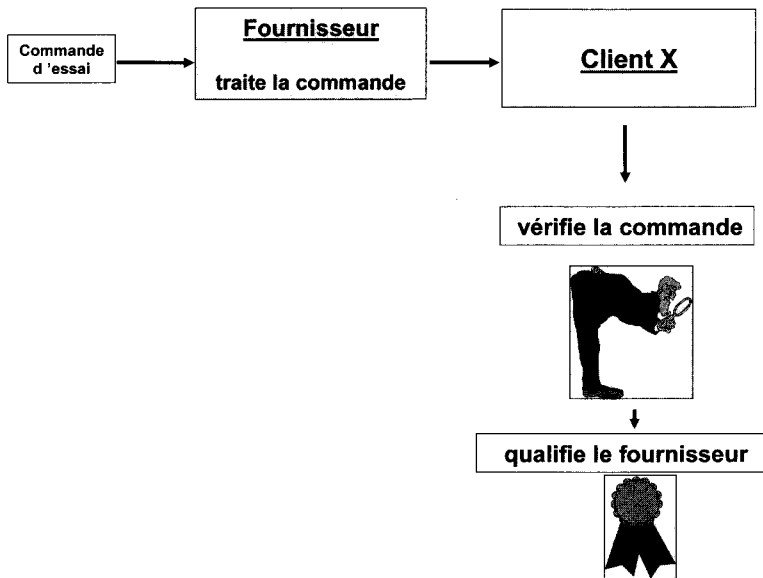 Commande
d 'essai
Fournisseur
traite la commande
Client X
vérifie la commande
qualifie le fournisseur